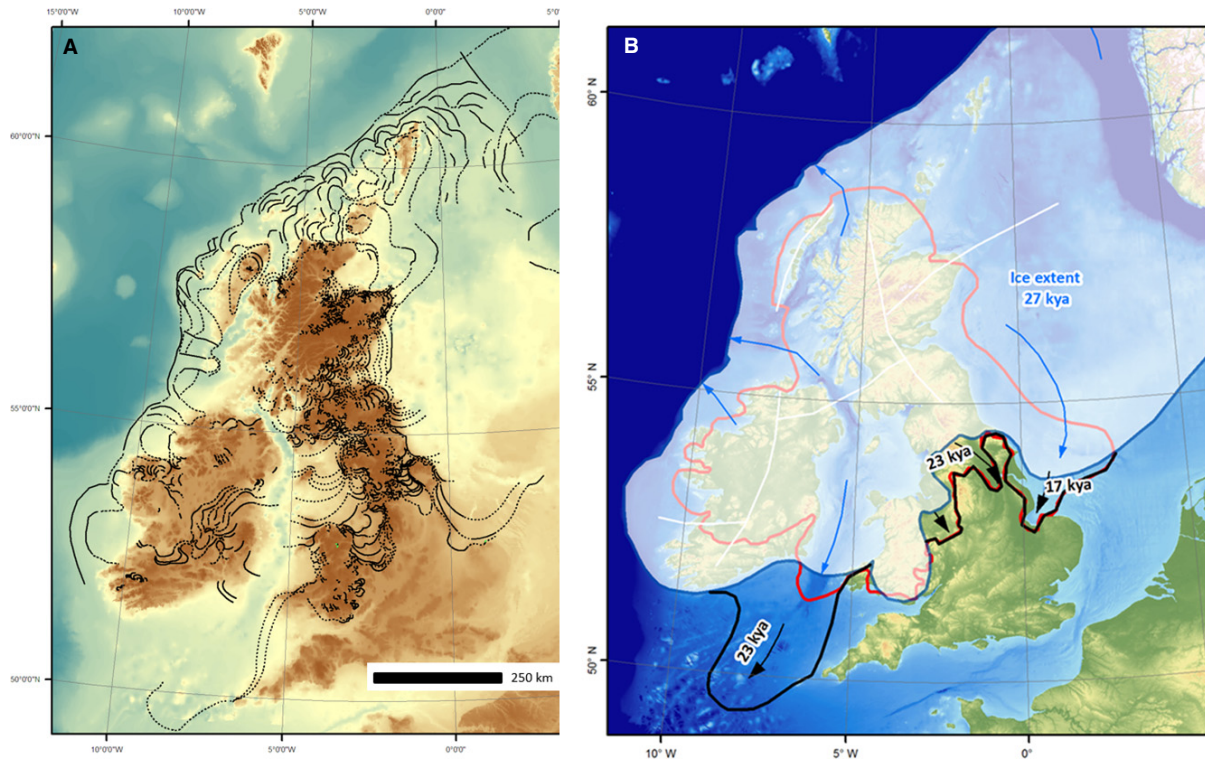 15°0'0"W 10°0'0"W 5°0'0"W 0°0'0"E 5°0'
A
60°0'0"N
55°0'0"N
50°0'0"N
250 km
10°0'0"W 5°0'0"W 0°0'0"
B
60° N
Ice extent
27 kya
55° N
23 kya
17 kya
23 kya
50° N
10° W 5° W 0°